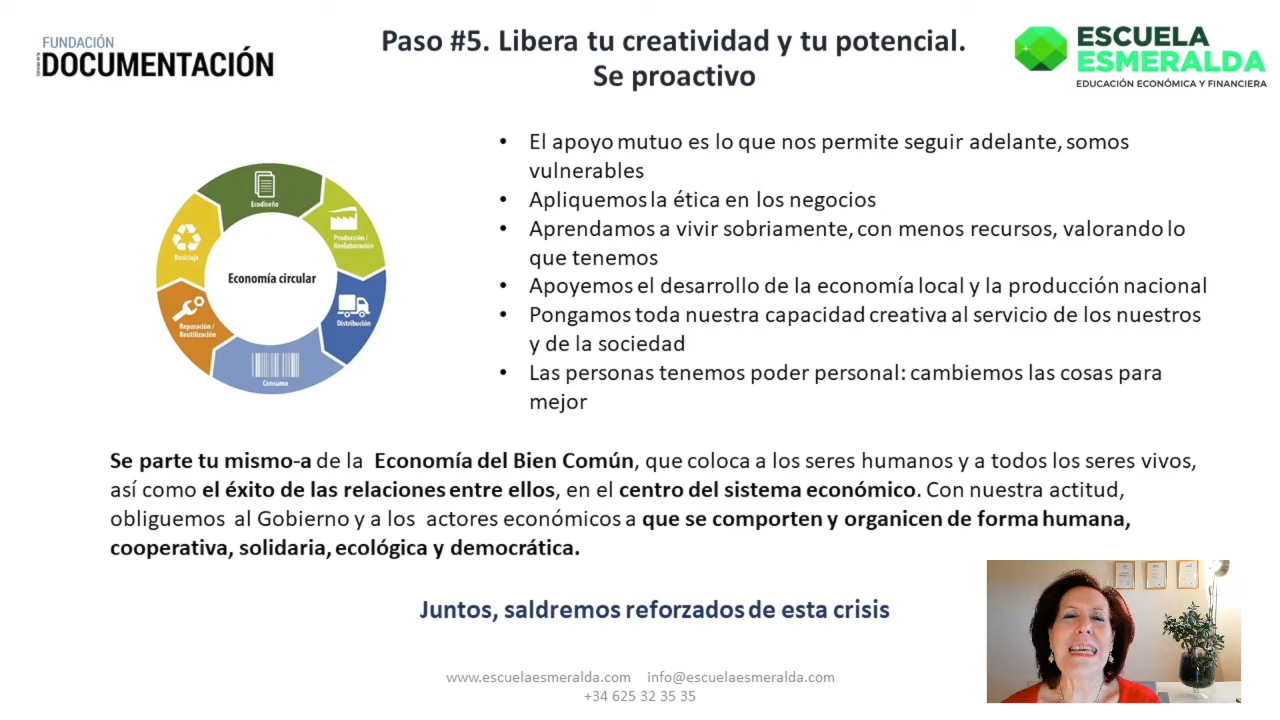 FUNDACIÓN
DOCUMENTACIÓN
Paso #5. Libera tu creatividad y tu potencial.
Se proactivo
ESCUELA
ESMERALDA
EDUCACIÓN ECONÓMICA Y FINANCIERA
Ecodiseño
Producción /
Reelaboración
Distribución
Consumo
Reparación /
Reutilización
Reciclaje
Economía circular
• El apoyo mutuo es lo que nos permite seguir adelante, somos
vulnerables
• Apliquemos la ética en los negocios
• Aprendamos a vivir sobriamente, con menos recursos, valorando lo
que tenemos
• Apoyemos el desarrollo de la economía local y la producción nacional
• Pongamos toda nuestra capacidad creativa al servicio de los nuestros
y de la sociedad
• Las personas tenemos poder personal: cambiemos las cosas para
mejor
Se parte tu mismo-a de la Economía del Bien Común, que coloca a los seres humanos y a todos los seres vivos,
así como el éxito de las relaciones entre ellos, en el centro del sistema económico. Con nuestra actitud,
obliguemos al Gobierno y a los actores económicos a que se comporten y organicen de forma humana,
cooperativa, solidaria, ecológica y democrática.
Juntos, saldremos reforzados de esta crisis
www.escuelaesmeralda.com info@escuelaesmeralda.com
+34 625 32 35 35